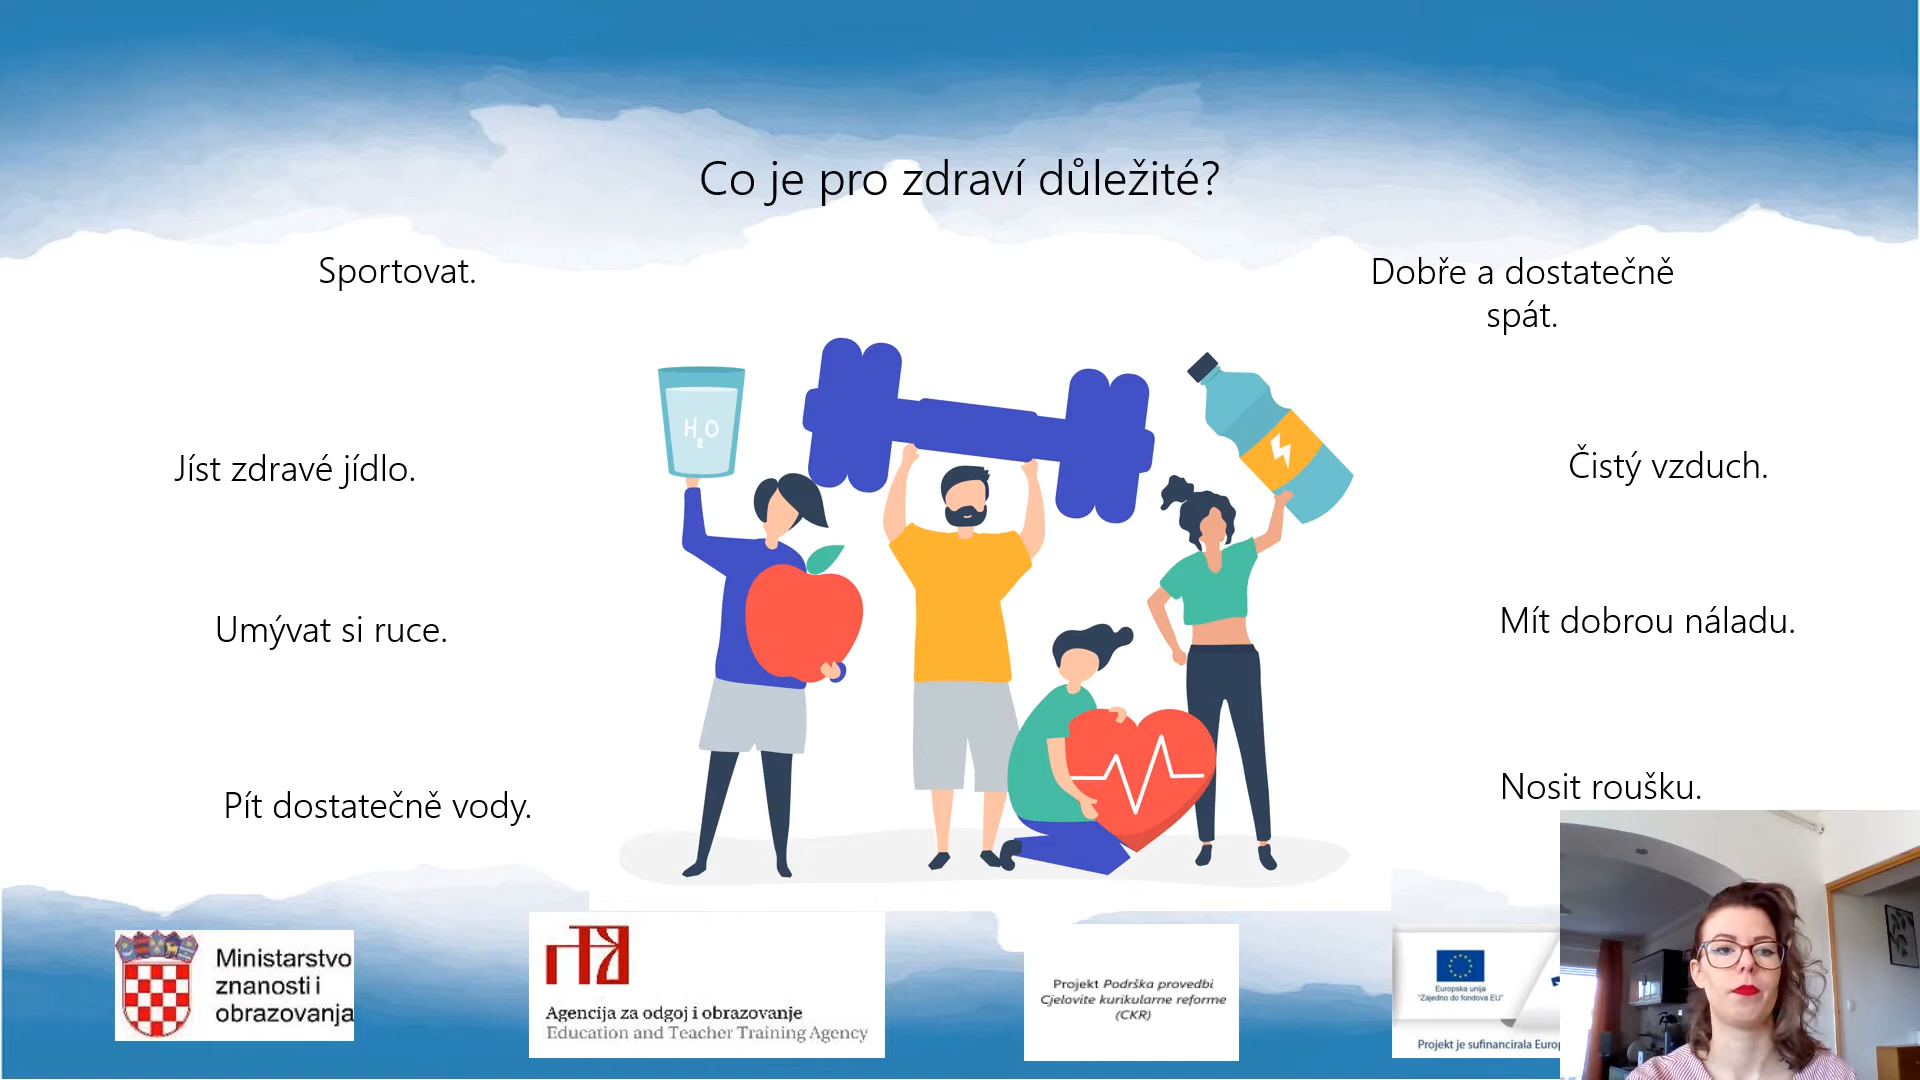 Co je pro zdraví důležité?
Sportovat.
Dobře a dostatečně
spát.
H2O
Jíst zdravé jídlo.
Čistý vzduch.
Umývat si ruce.
Mít dobrou náladu.
Pít dostatečně vody.
Nosit roušku.
Ministarstvo
znanosti i
obrazovanja
Agencija za odgoj i obrazovanje
Education and Teacher Training Agency
Projekt Podrška provedbi
Cjelovite kurikularne reforme
(CKR)
Europska unija
"Zajedno do fondova EU"
Projekt je sufinancirala Europ